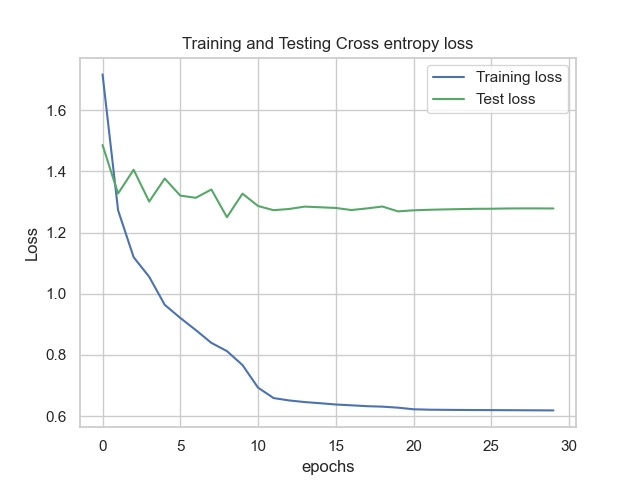 Training and Testing Cross entropy loss
Training loss
Test loss
1.6
1.4
1.2
1.0
0.8
0.6
Loss
0 5 10 15 20 25 30
epochs